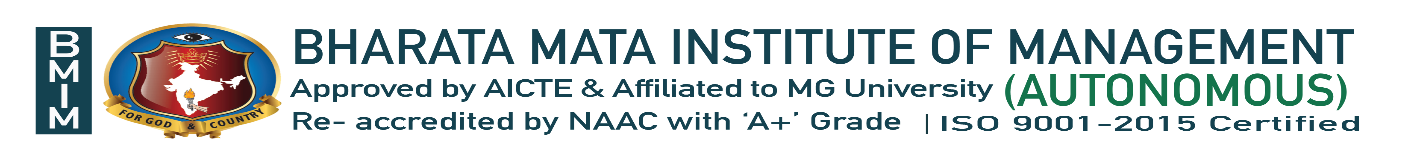 BMIM
FOR GOD & COUNTRY
BHARATA MATA INSTITUTE OF MANAGEMENT
Approved by AICTE & Affiliated to MG University (AUTONOMOUS)
Re- accredited by NAAC with ‘A+’ Grade | ISO 9001-2015 Certified